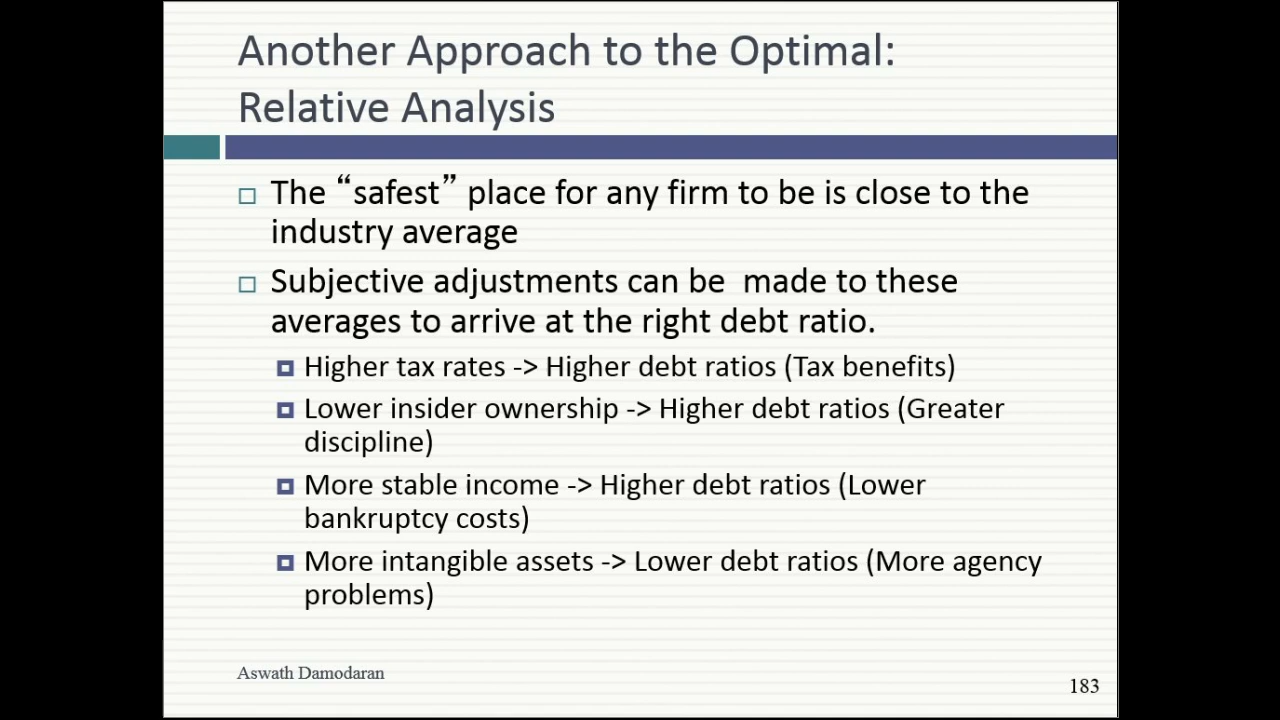 Another Approach to the Optimal:
Relative Analysis
The “safest” place for any firm to be is close to the
industry average
Subjective adjustments can be  made to these
averages to arrive at the right debt ratio.
Higher tax rates -> Higher debt ratios (Tax benefits)
Lower insider ownership -> Higher debt ratios (Greater
discipline)
More stable income -> Higher debt ratios (Lower
bankruptcy costs)
More intangible assets -> Lower debt ratios (More agency
problems)
Aswath Damodaran
183